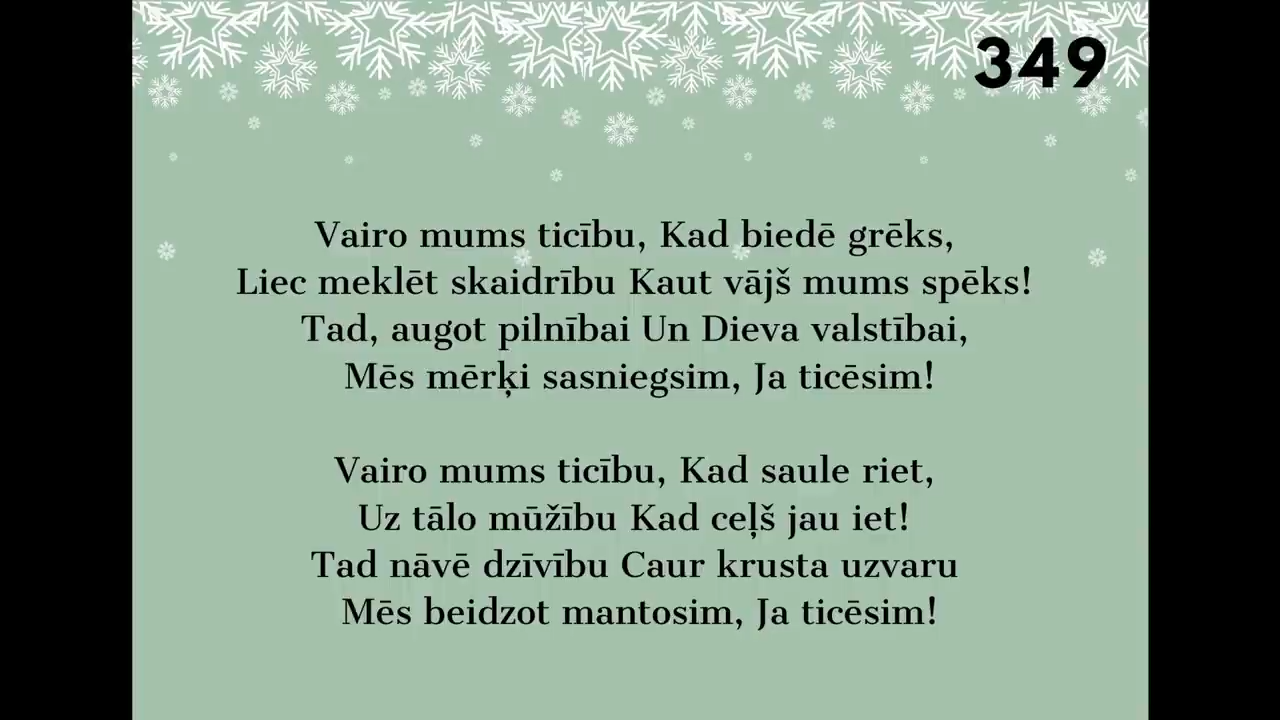 349
Vairo mums ticību, Kad biedē grēks,
Liec meklēt skaidrību Kaut vājš mums spēks!
Tad, augot pilnībai Un Dieva valstībai,
Mēs mērķi sasniegsim, Ja ticēsim!
Vairo mums ticību, Kad saule riet,
Uz tālo mūžību Kad ceļš jau iet!
Tad nāvē dzīvību Caur krusta uzvaru
Mēs beidzot mantosim, Ja ticēsim!